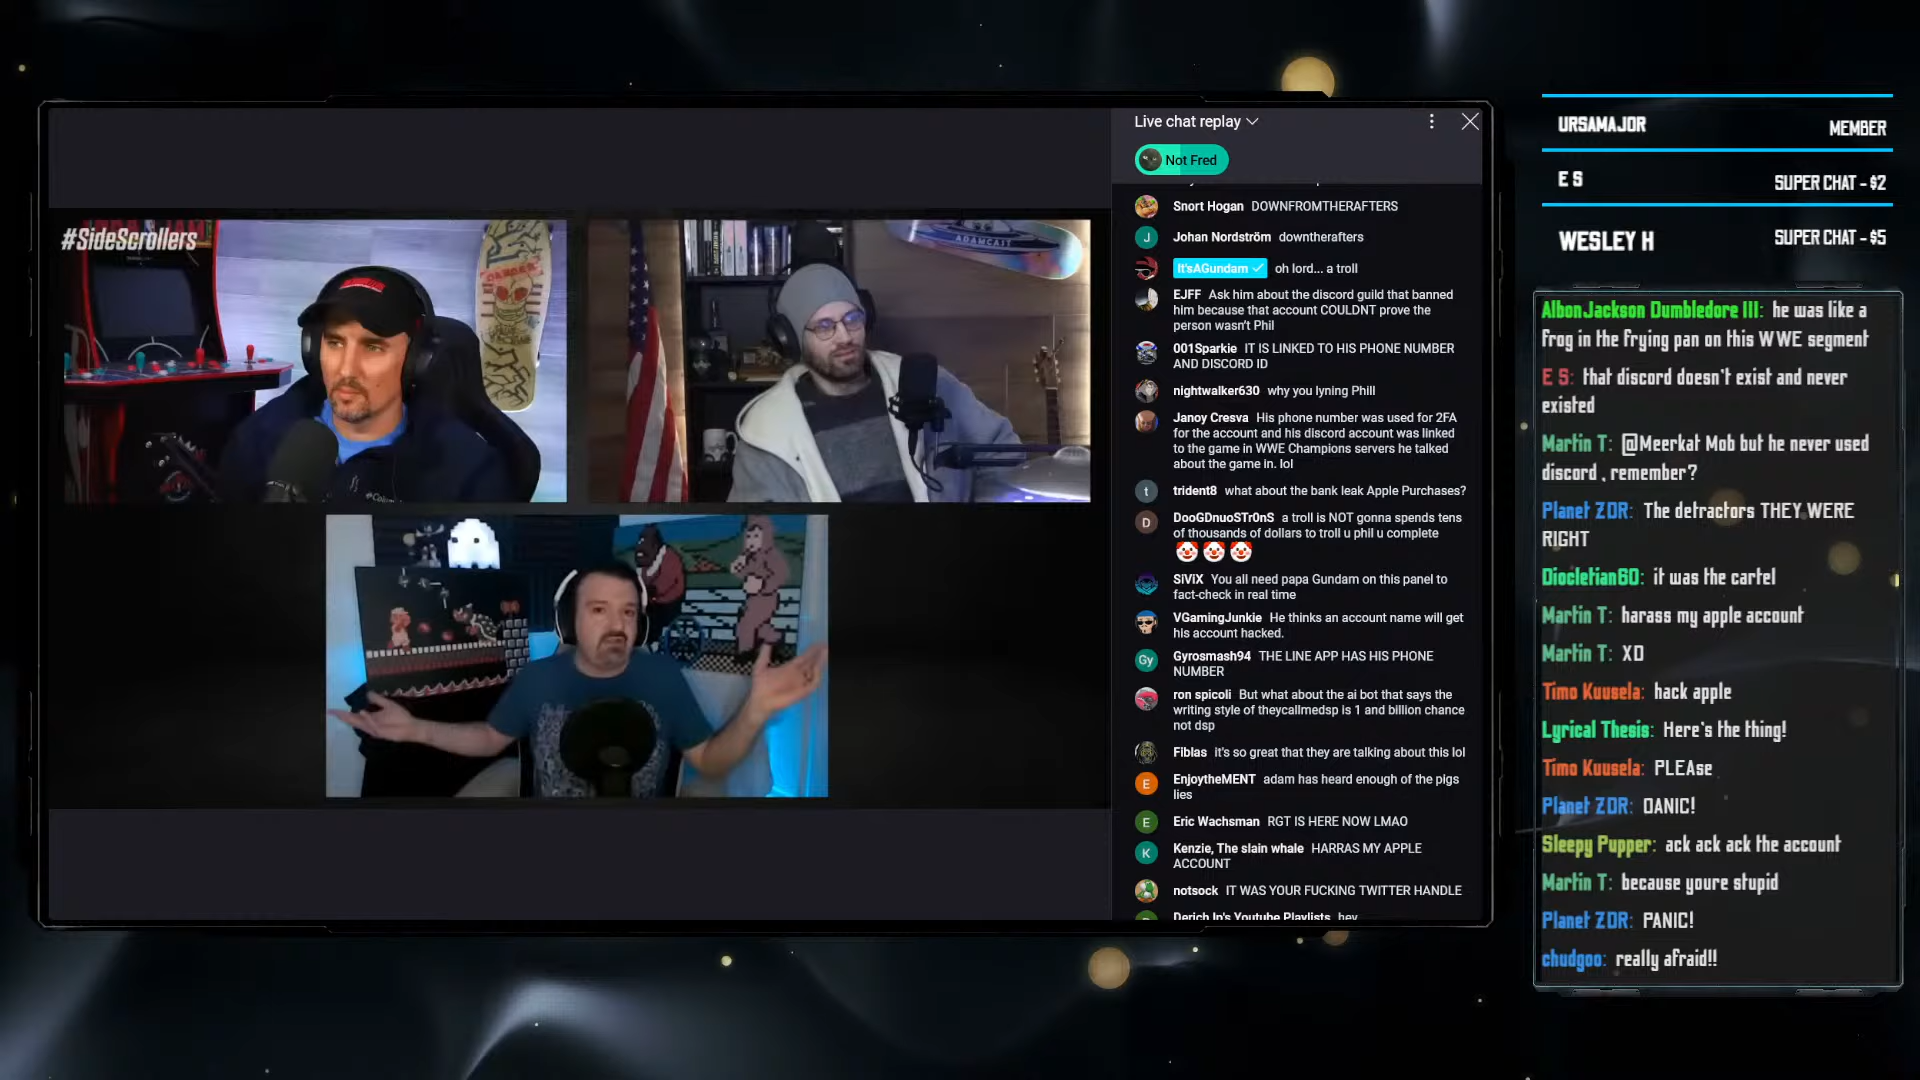 #SideScrollers
ADAMCAST
Live chat replay
Not Fred
Snort Hogan DOWNFROMTHERAFTERS
J
Johan Nordström downtherafters
It'sAGundam oh lord... a troll
EJFF Ask him about the discord guild that banned
him because that account COULDNT prove the
person wasn't Phil
001Sparkie IT IS LINKED TO HIS PHONE NUMBER
AND DISCORD ID
nightwalker630 why you lyning Phill
Janoy Cresva His phone number was used for 2FA
for the account and his discord account was linked
to the game in WWE Champions servers he talked
about the game in. lol
t
trident8 what about the bank leak Apple Purchases?
D
DooGDnuoSTr0nS a troll is NOT gonna spends tens
of thousands of dollars to troll u phil u complete
🤡🤡🤡
SiViX You all need papa Gundam on this panel to
fact-check in real time
VGamingJunkie He thinks an account name will get
his account hacked.
Gy
Gyrosmash94 THE LINE APP HAS HIS PHONE
NUMBER
ron spicoli But what about the ai bot that says the
writing style of theycallmedsp is 1 and billion chance
not dsp
Fiblas it's so great that they are talking about this lol
E
EnjoytheMENT adam has heard enough of the pigs
lies
E
Eric Wachsman RGT IS HERE NOW LMAO
K
Kenzie, The slain whale HARRAS MY APPLE
ACCOUNT
notsock IT WAS YOUR FUCKING TWITTER HANDLE
Derich Jp's Youtube Playlists hey
URSAMAJOR MEMBER
E S SUPER CHAT - $2
WESLEY H SUPER CHAT - $5
AlbonJackson Dumbledore III: he was like a
frog in the frying pan on this WWE segment
E S: that discord doesn't exist and never
existed
Martin T: @Meerkat Mob but he never used
discord , remember?
Planet ZDR: The detractors THEY WERE
RIGHT
Diocletian60: it was the cartel
Martin T: harass my apple account
Martin T: XD
Timo Kuusela: hack apple
Lyrical Thesis: Here's the thing!
Timo Kuusela: PLEAse
Planet ZDR: OANIC!
Sleepy Pupper: ack ack ack the account
Martin T: because youre stupid
Planet ZDR: PANIC!
chudgoo: really afraid!!